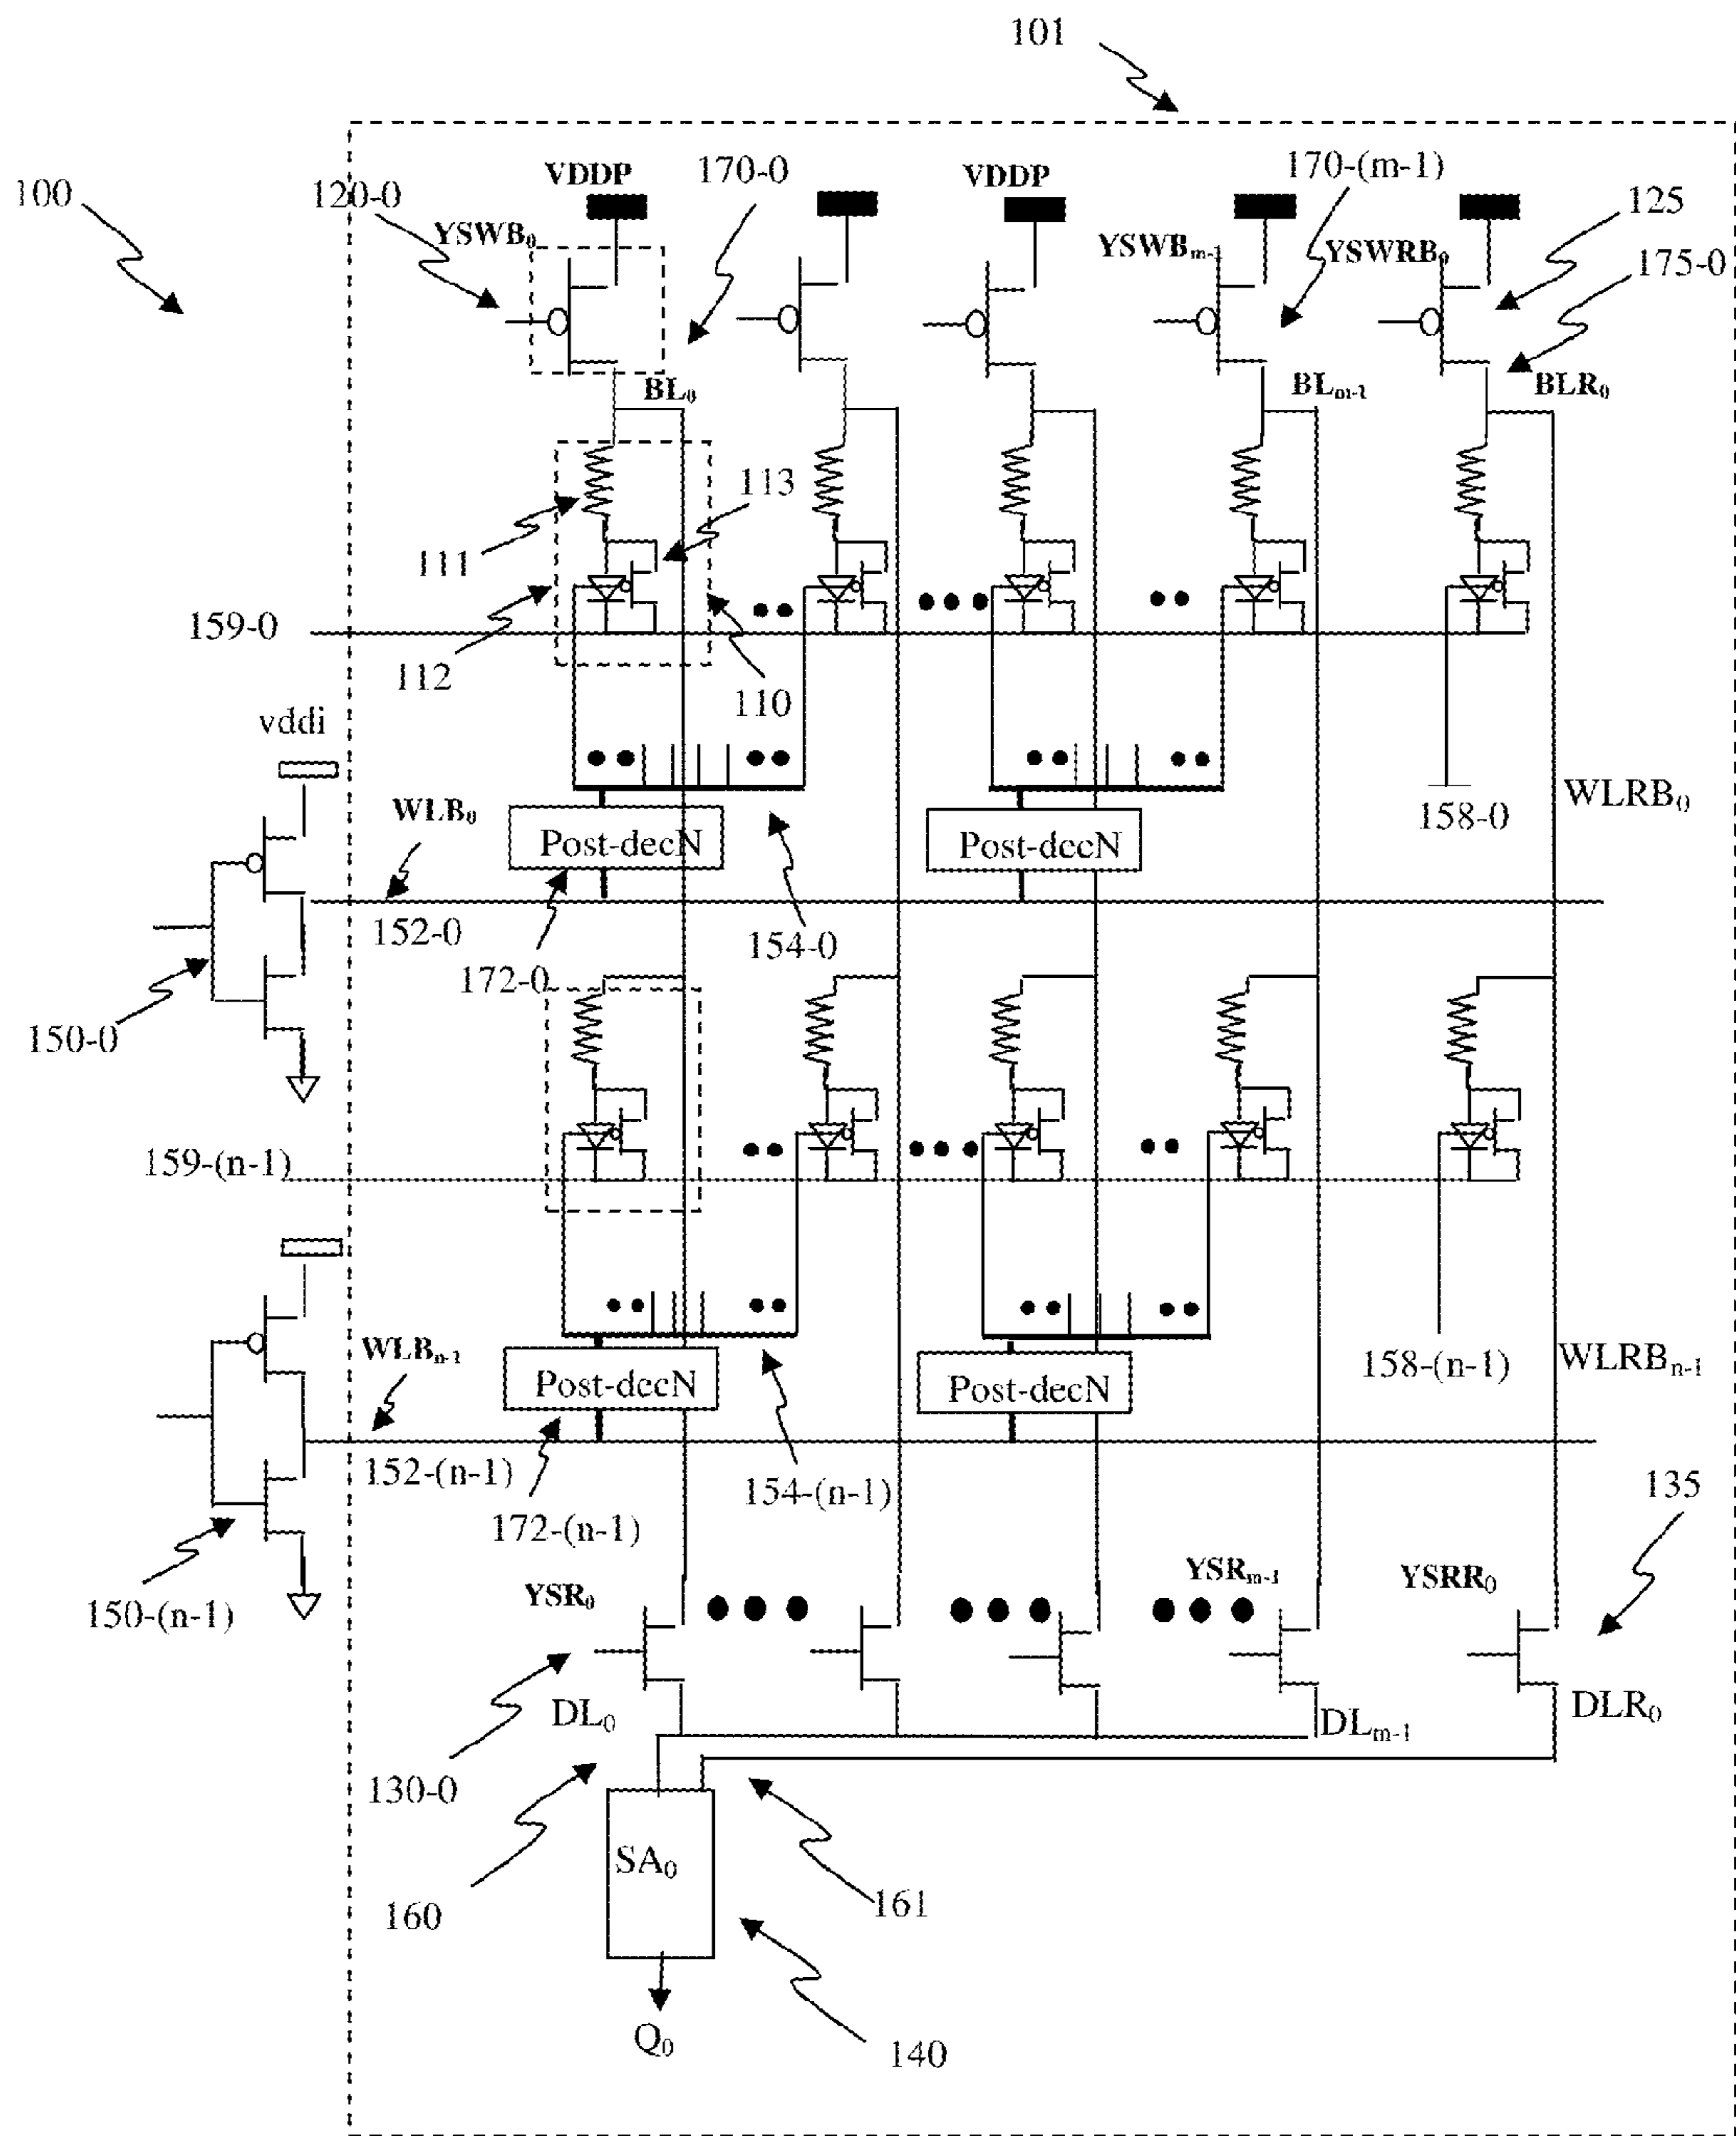 101
100
120-0
VDDP
170-0
VDDP
170-(m-1)
125
YSWB₀
YSWBₘ₋₁
YSWRB₀
175-0
BL₀
BLₘ₋₁
BLR₀
111
113
159-0
112
110
vddi
WLB₀
Post-decN
Post-decN
158-0
WLRB₀
152-0
154-0
172-0
150-0
159-(n-1)
WLBₙ₋₁
Post-decN
Post-decN
158-(n-1)
WLRBₙ₋₁
152-(n-1)
154-(n-1)
172-(n-1)
135
150-(n-1)
YSR₀
YSRₘ₋₁
YSRR₀
DL₀
DLₘ₋₁
DLR₀
130-0
SA₀
160
161
Q₀
140